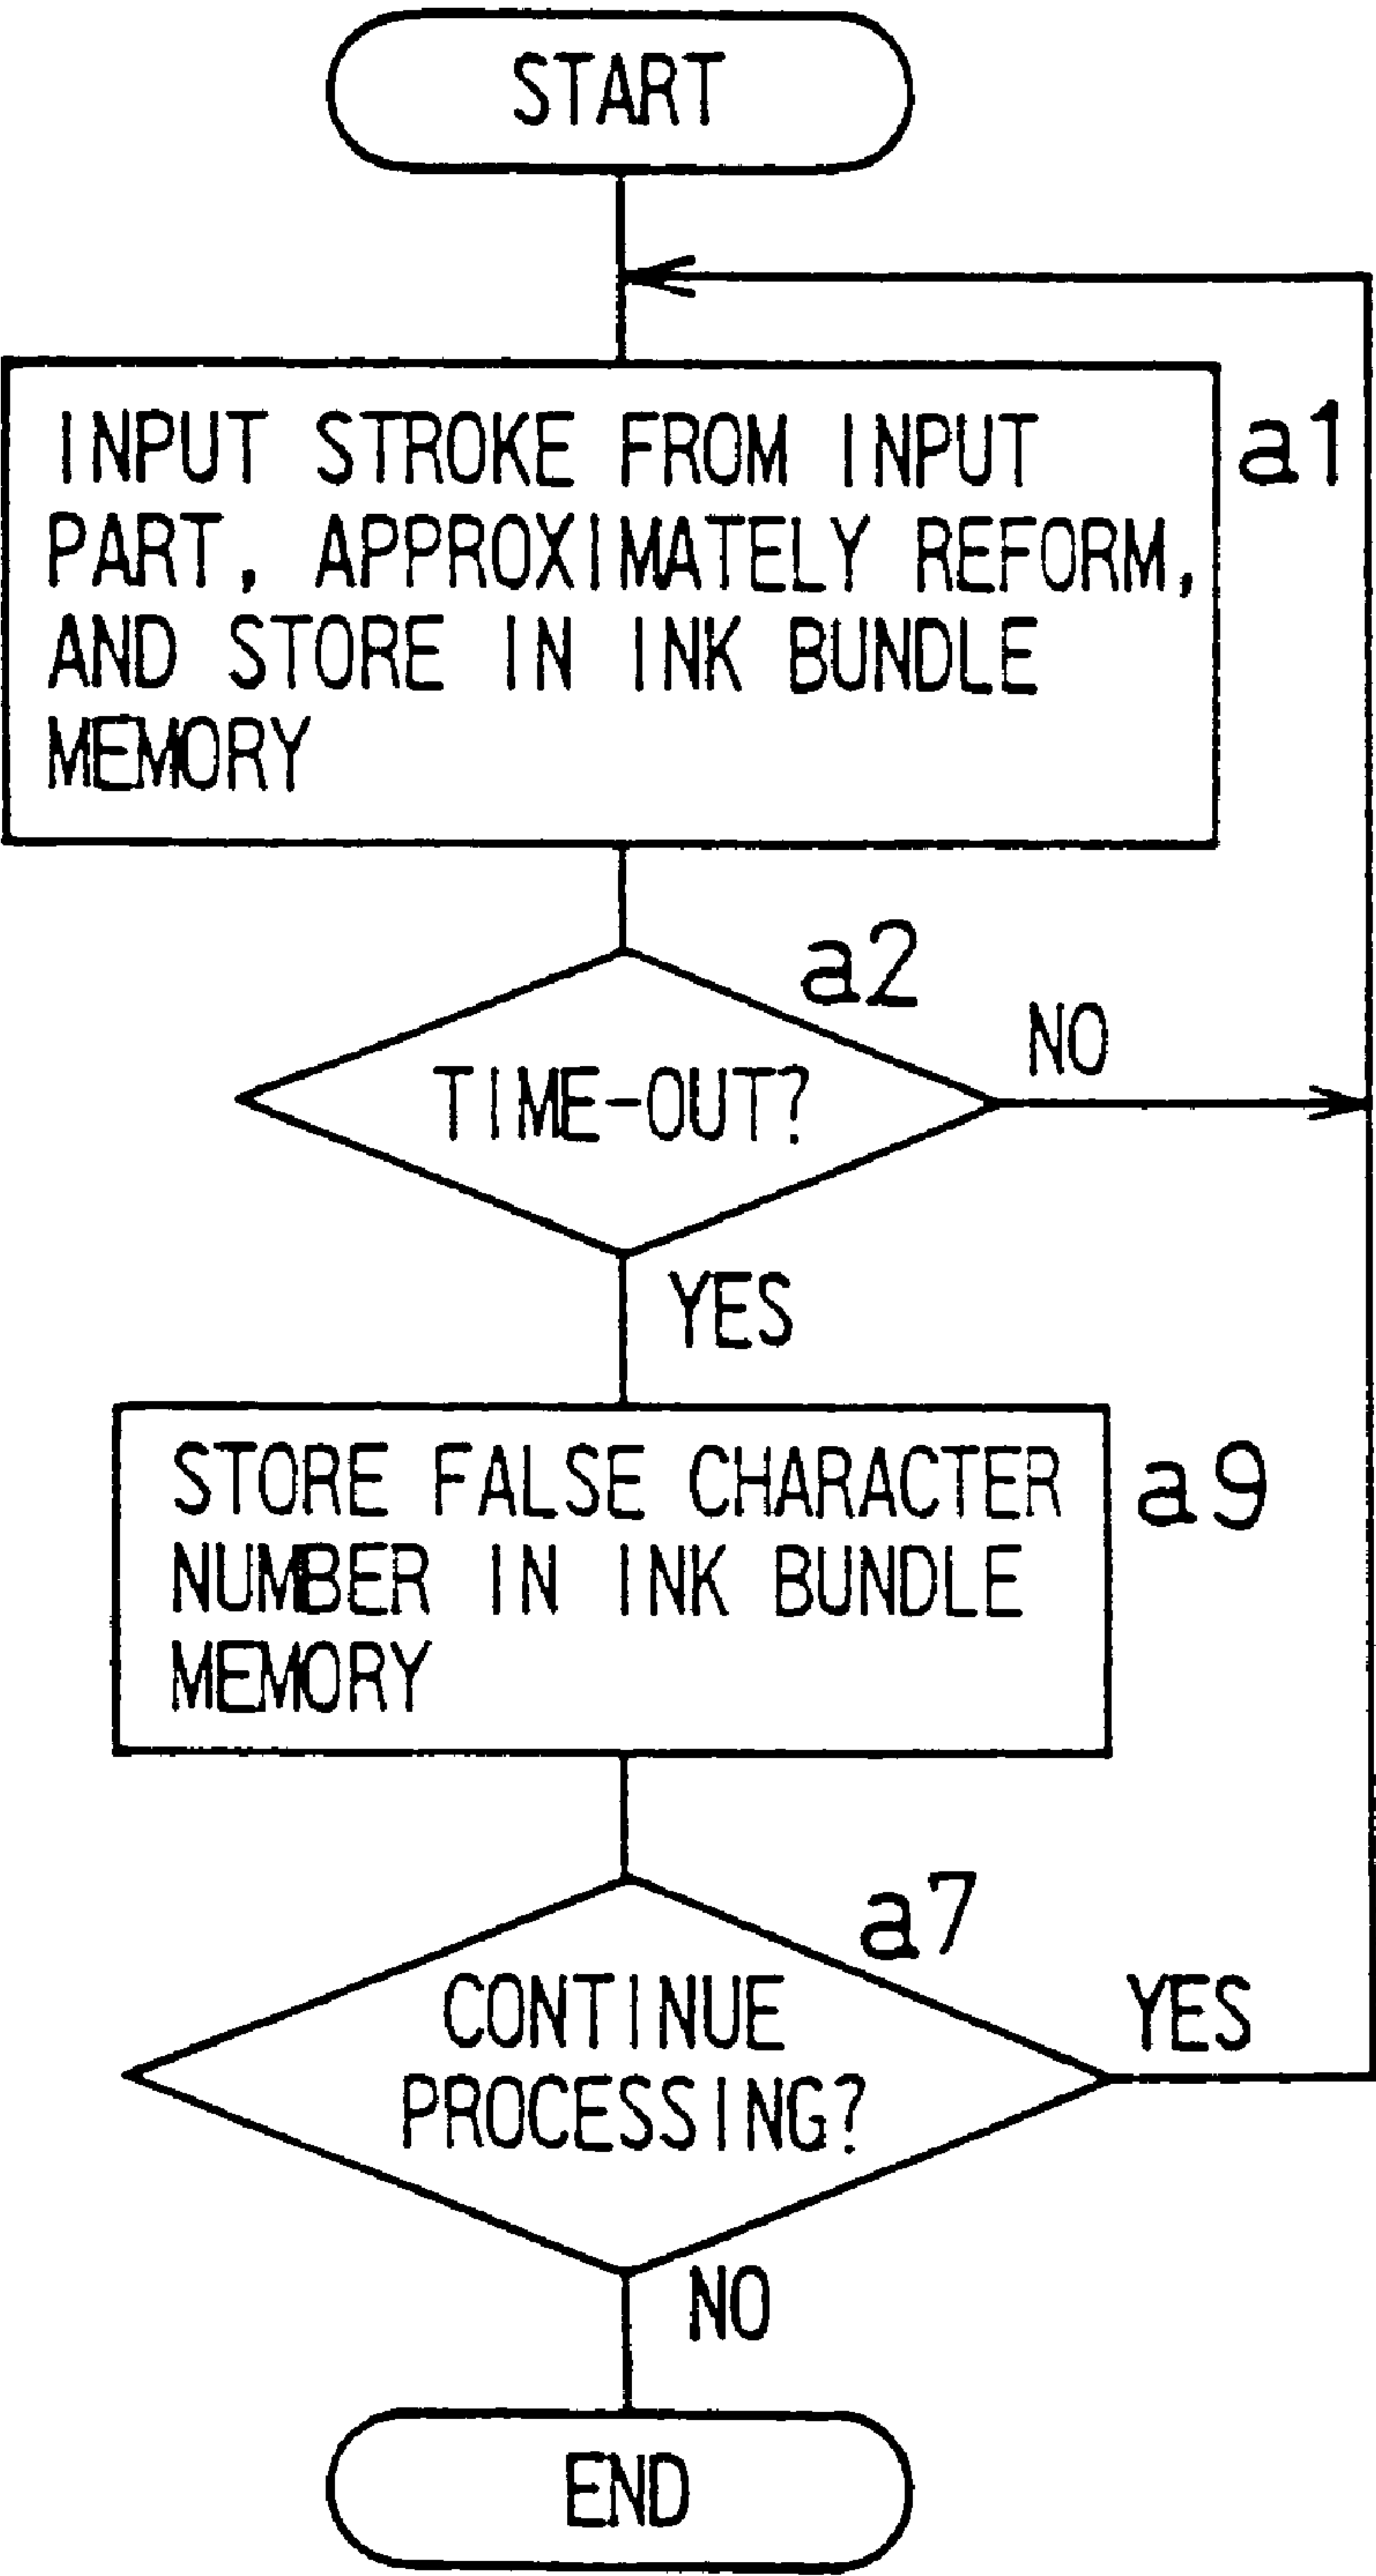 START
INPUT STROKE FROM INPUT
PART, APPROXIMATELY REFORM,
AND STORE IN INK BUNDLE
MEMORY
a1
a2
TIME-OUT?
NO
YES
STORE FALSE CHARACTER
NUMBER IN INK BUNDLE
MEMORY
a9
a7
CONTINUE
PROCESSING?
YES
NO
END